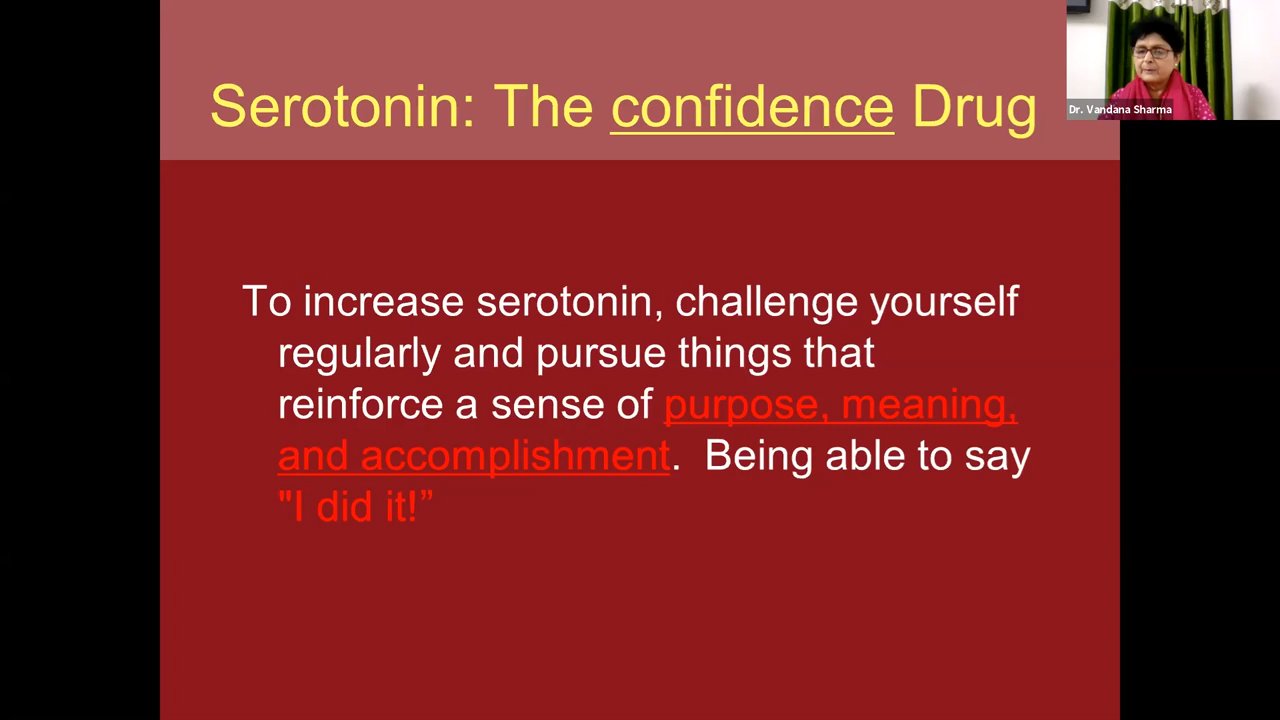 Serotonin: The confidence Drug
Dr. Vandana Sharma
To increase serotonin, challenge yourself
regularly and pursue things that
reinforce a sense of purpose, meaning,
and accomplishment.  Being able to say
"I did it!”